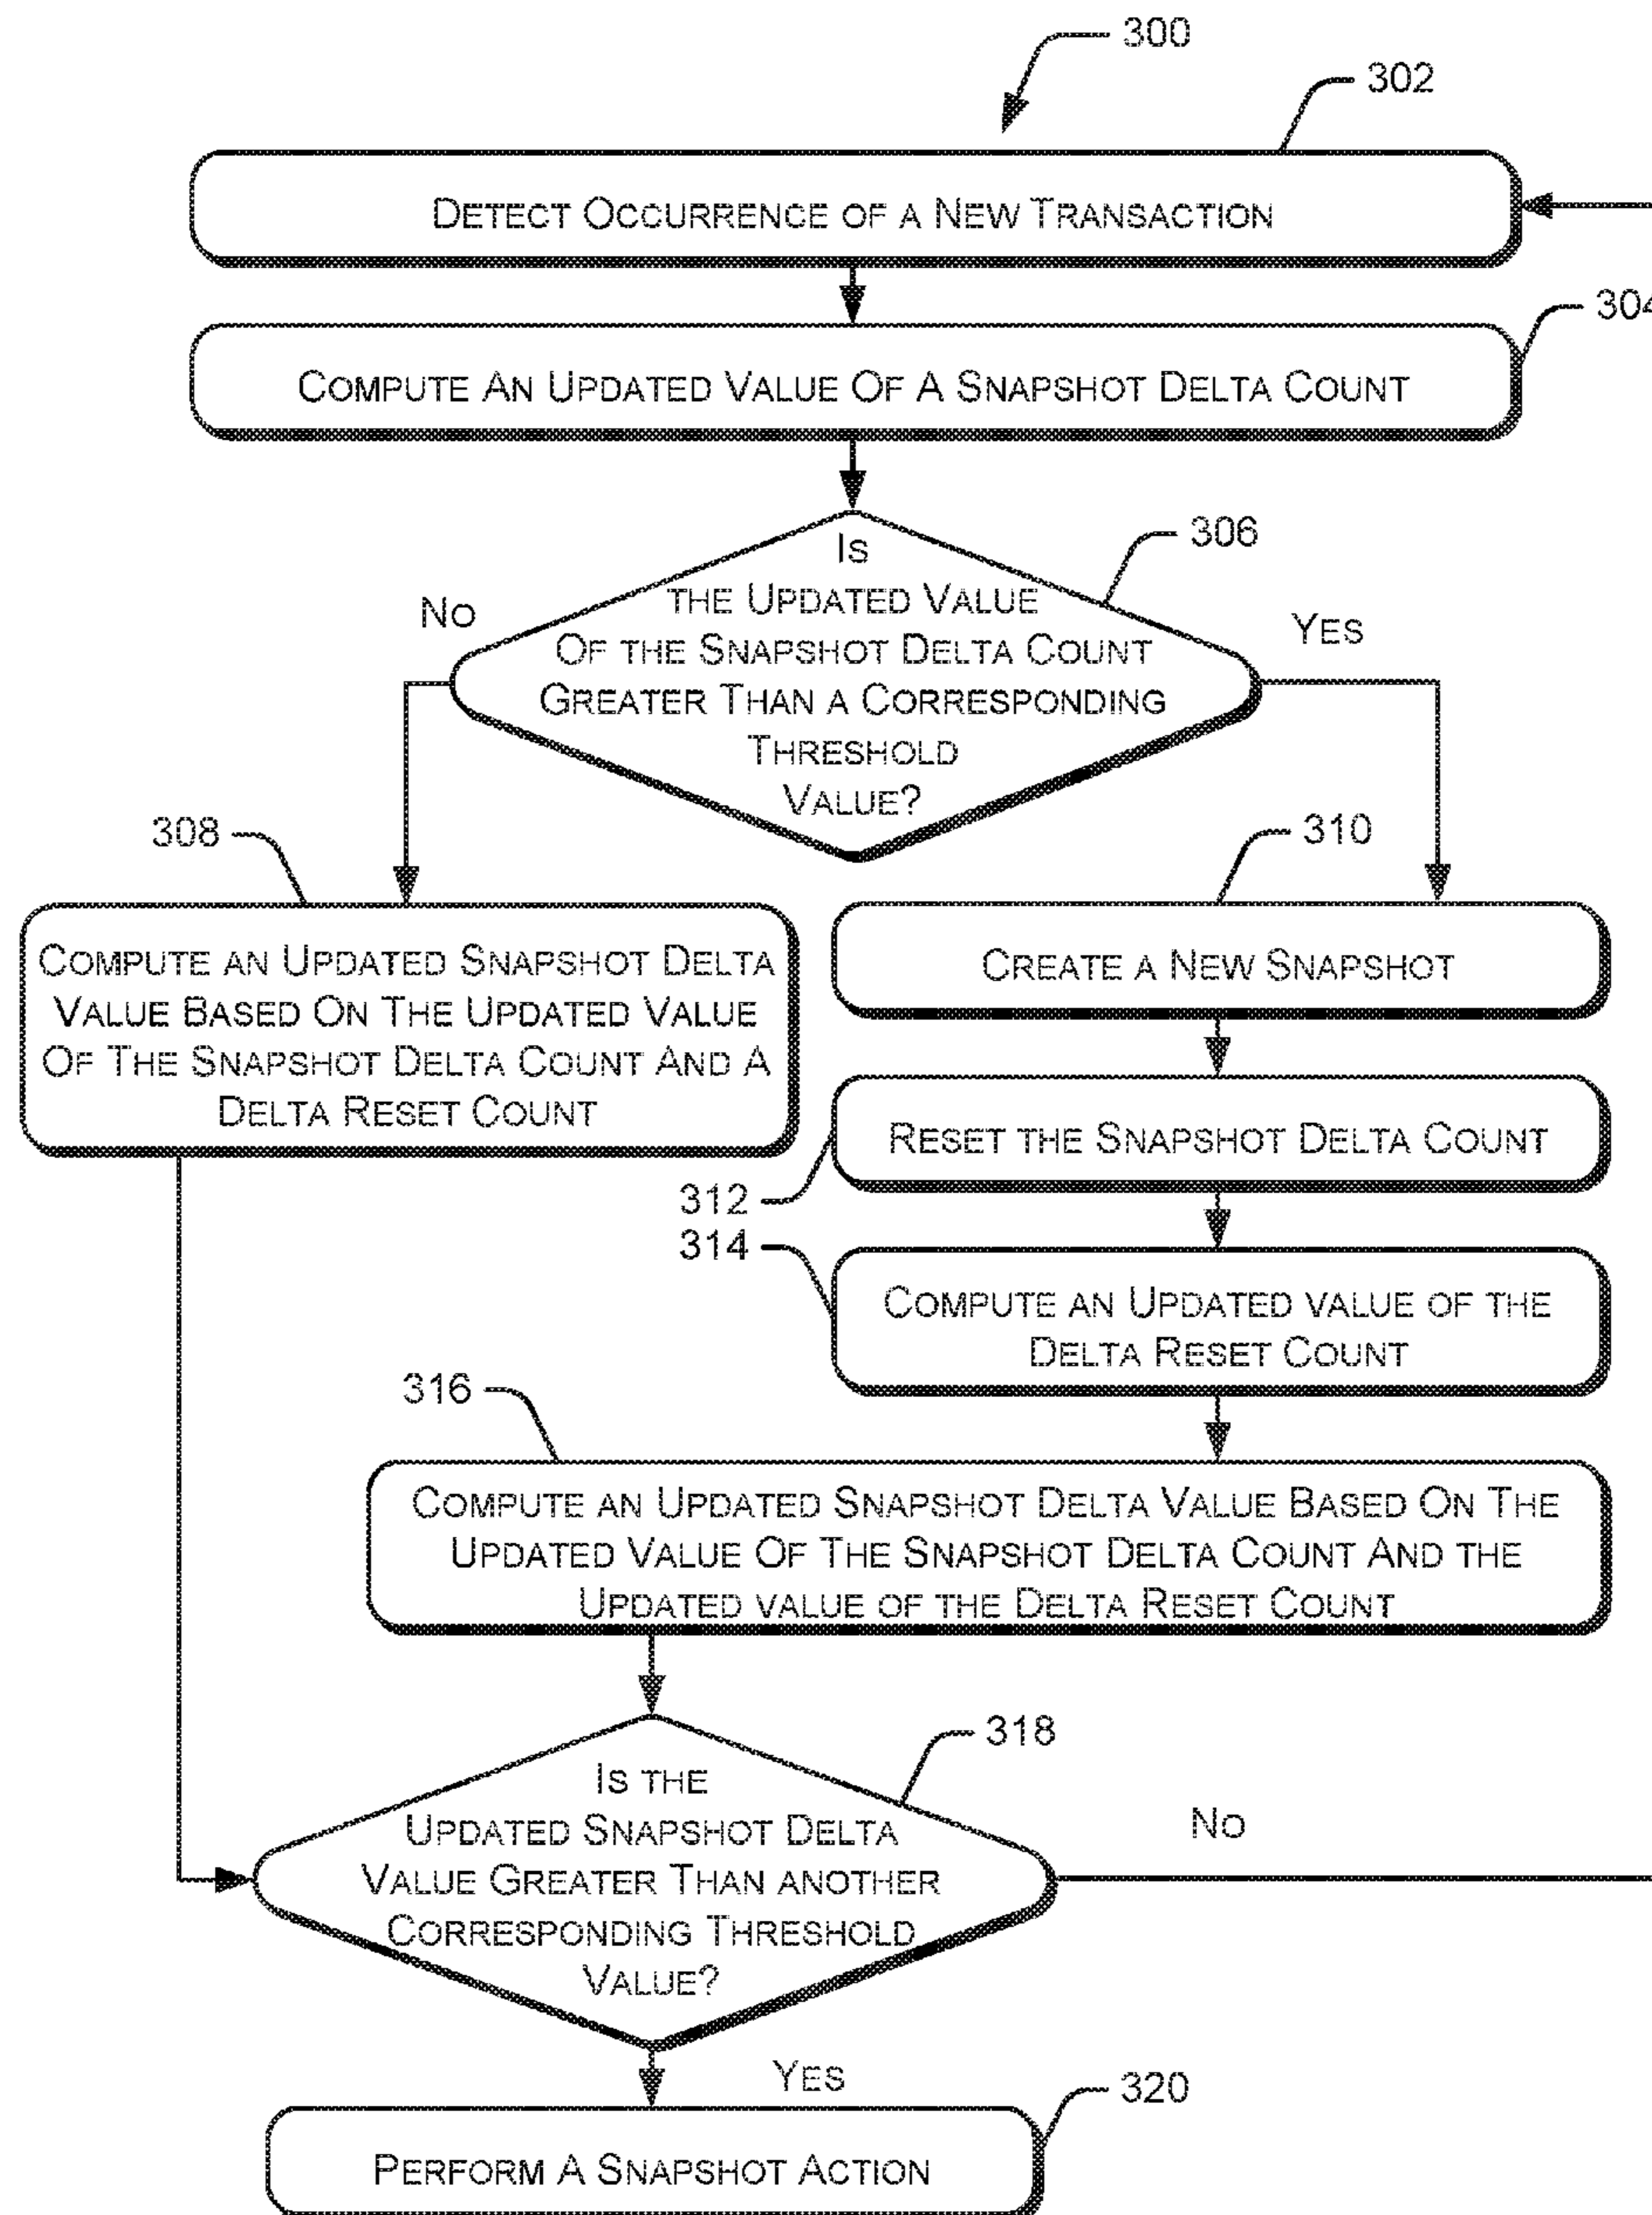 300
302
DETECT OCCURRENCE OF A NEW TRANSACTION
304
COMPUTE AN UPDATED VALUE OF A SNAPSHOT DELTA COUNT
306
IS
THE UPDATED VALUE
OF THE SNAPSHOT DELTA COUNT
GREATER THAN A CORRESPONDING
THRESHOLD
VALUE?
NO
YES
308
COMPUTE AN UPDATED SNAPSHOT DELTA
VALUE BASED ON THE UPDATED VALUE
OF THE SNAPSHOT DELTA COUNT AND A
DELTA RESET COUNT
310
CREATE A NEW SNAPSHOT
RESET THE SNAPSHOT DELTA COUNT
312
314
COMPUTE AN UPDATED VALUE OF THE
DELTA RESET COUNT
316
COMPUTE AN UPDATED SNAPSHOT DELTA VALUE BASED ON THE
UPDATED VALUE OF THE SNAPSHOT DELTA COUNT AND THE
UPDATED VALUE OF THE DELTA RESET COUNT
318
IS THE
UPDATED SNAPSHOT DELTA
VALUE GREATER THAN ANOTHER
CORRESPONDING THRESHOLD
VALUE?
NO
YES
320
PERFORM A SNAPSHOT ACTION